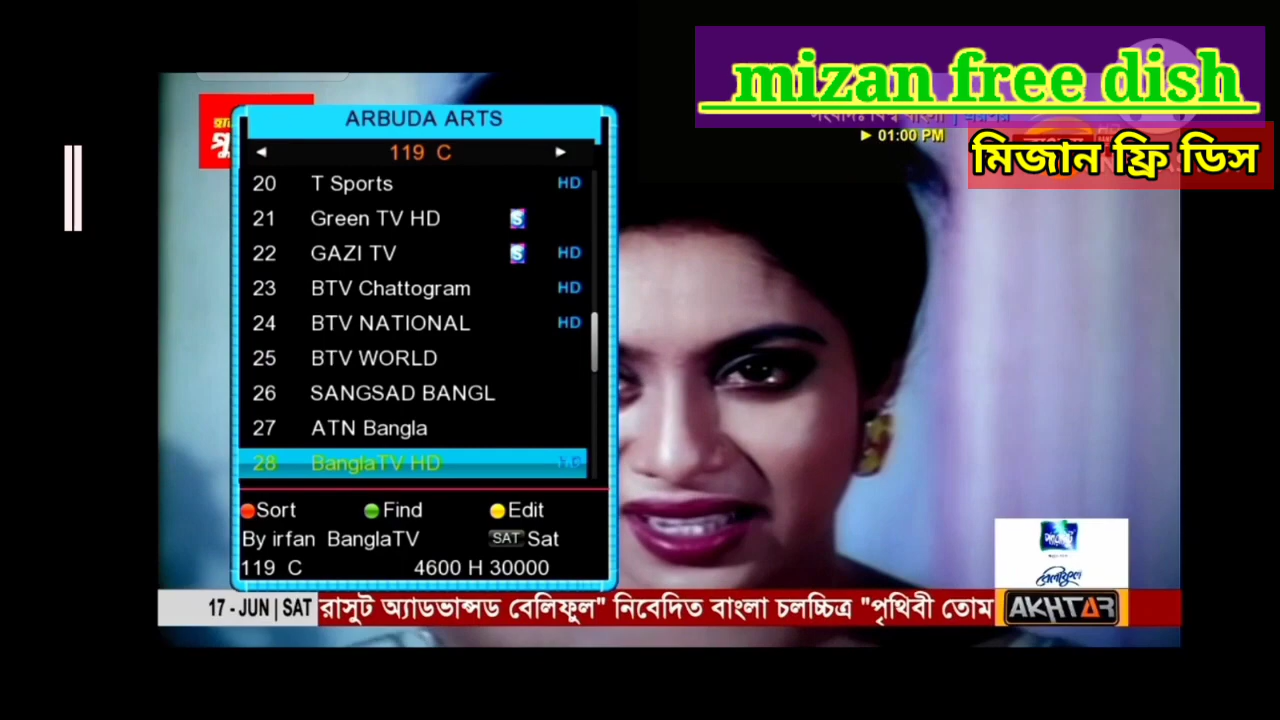 mizan free dish
মিজান ফ্রি ডিস
01:00 PM
ARBUDA ARTS
119 C
20 T Sports HD
21 Green TV HD S
22 GAZI TV S HD
23 BTV Chattogram HD
24 BTV NATIONAL HD
25 BTV WORLD
26 SANGSAD BANGL
27 ATN Bangla
28 BanglaTV HD HD
Sort Find Edit
By irfan BanglaTV SAT Sat
119 C 4600 H 30000
17 - JUN | SAT রাসুট অ্যাডভান্সড বেলিফুল" নিবেদিত বাংলা চলচ্চিত্র "পৃথিবী তোম AKHTAR